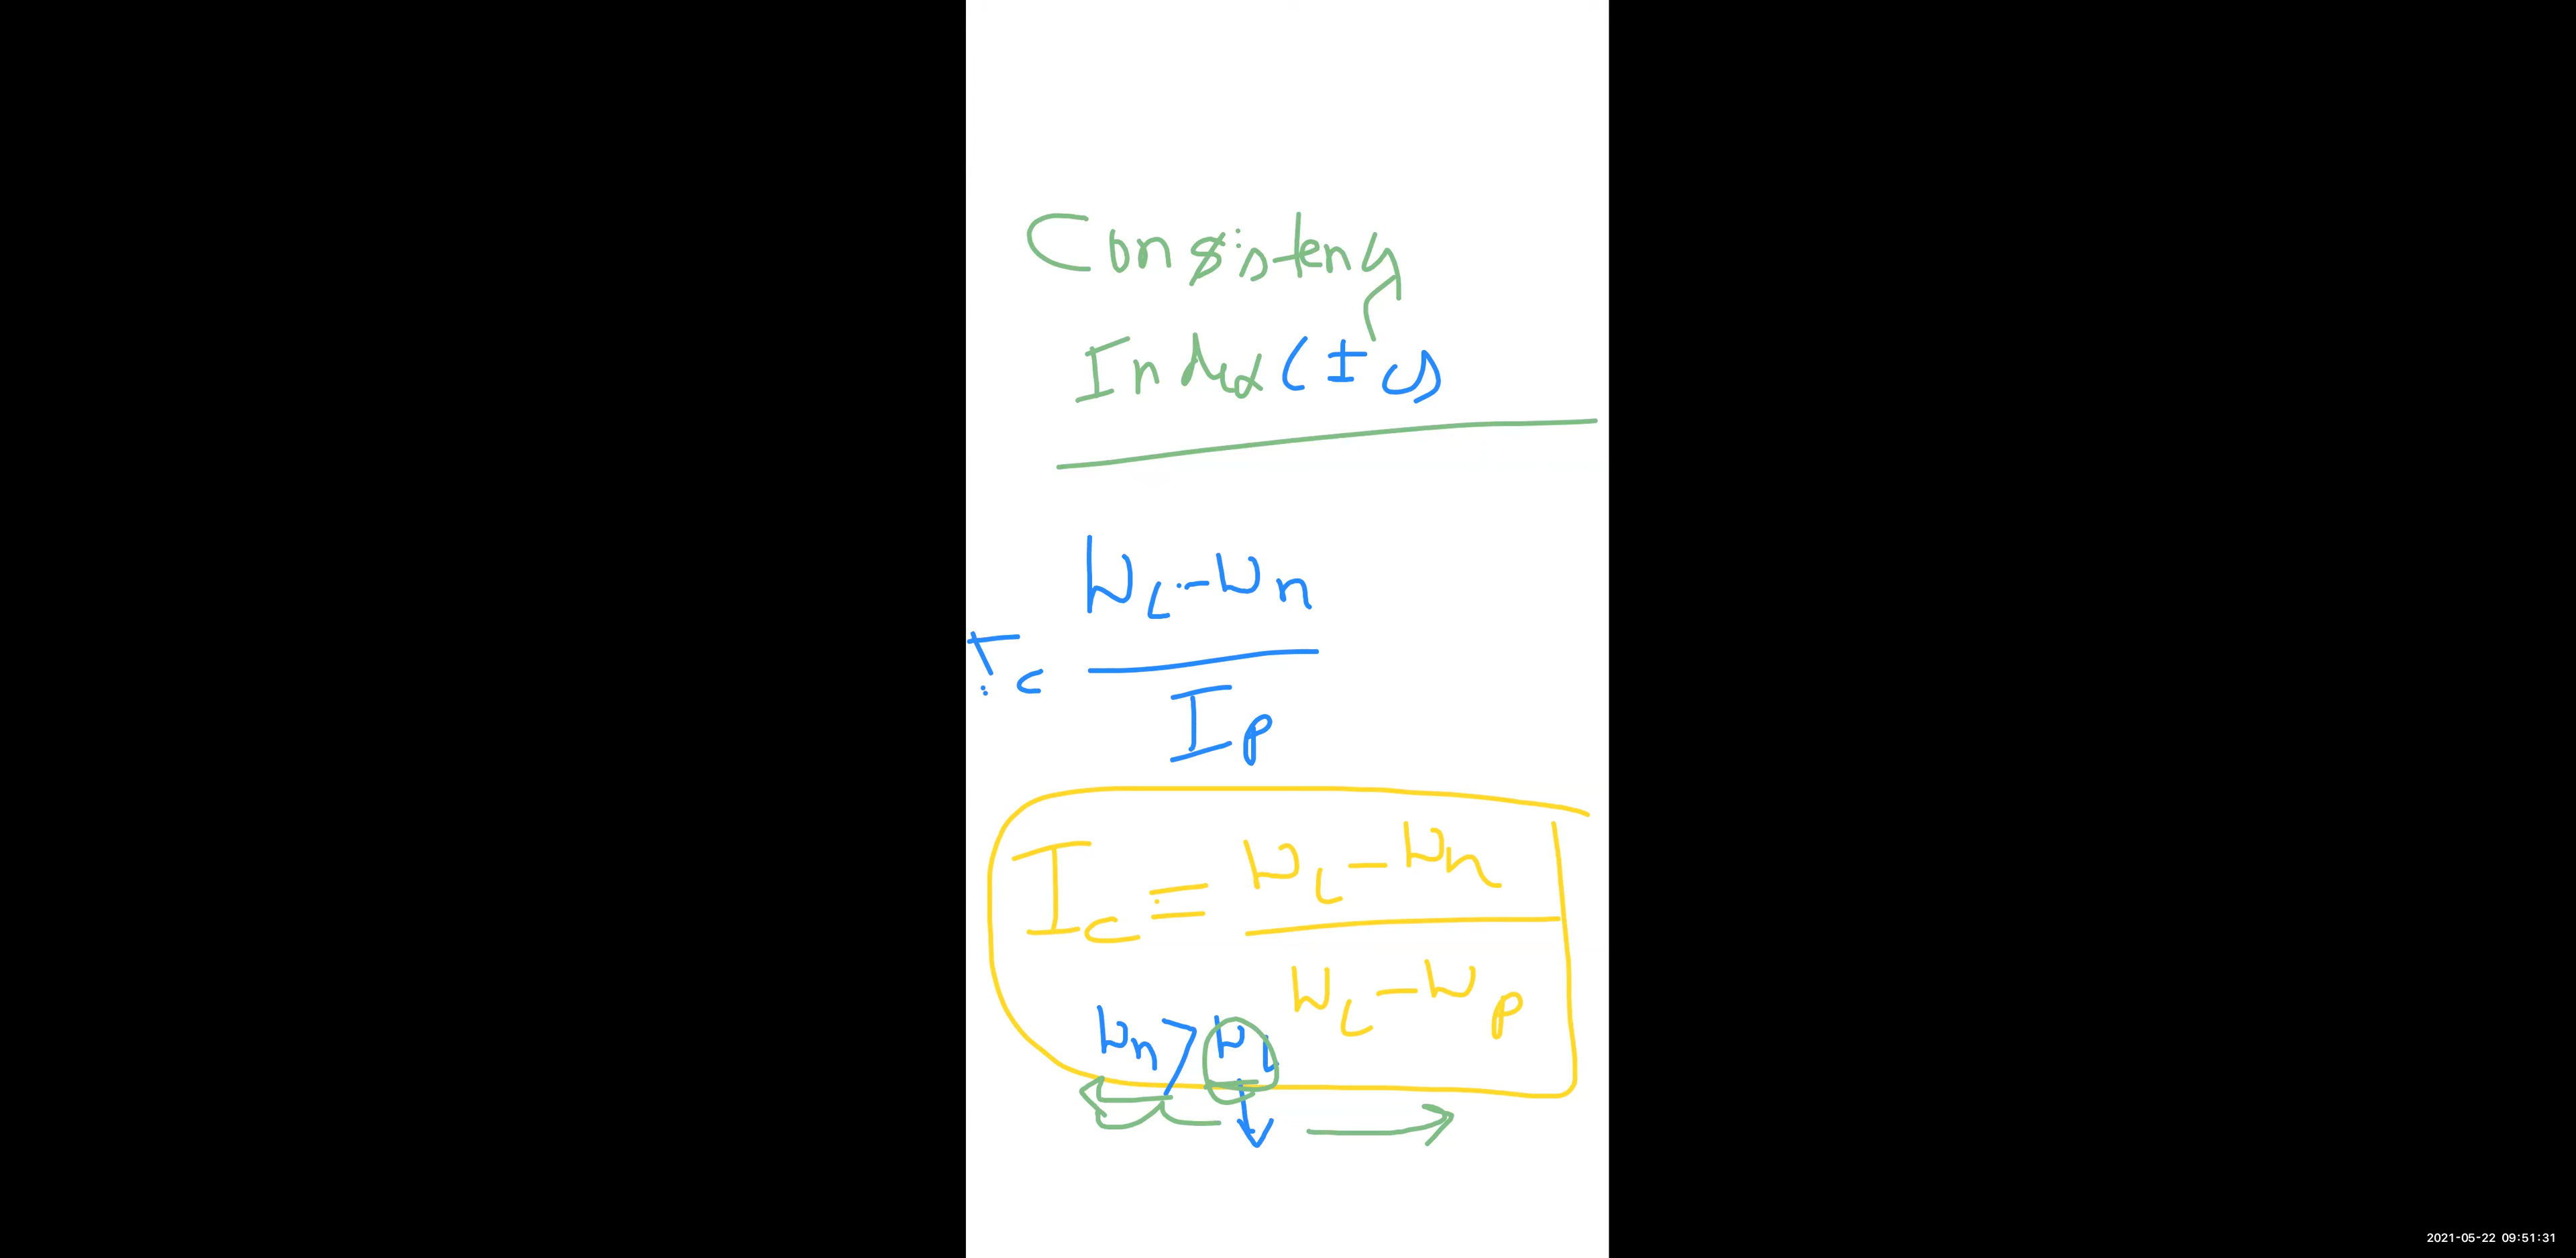 Consistency
Index (Ic)
Ic WL - Wn
Ip
Ic = WL - Wn
WL - Wp
Wn > WL
2021-05-22 09:51:31